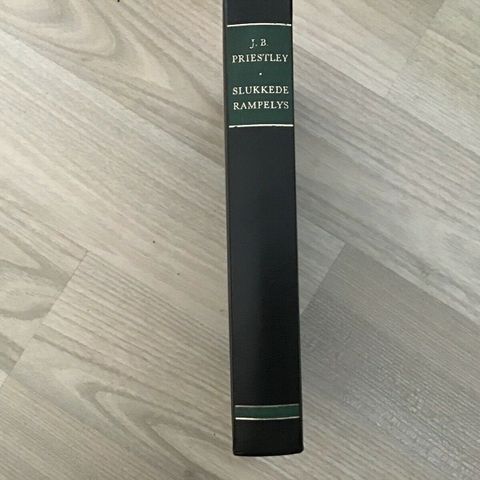 J. B.
PRIESTLEY
·
SLUKKEDE
RAMPELYS